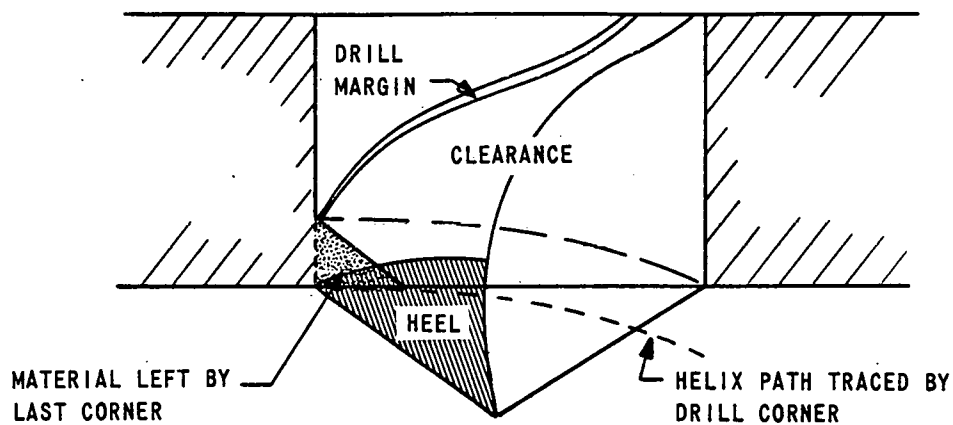 DRILL
MARGIN
CLEARANCE
HEEL
MATERIAL LEFT BY
LAST CORNER
HELIX PATH TRACED BY
DRILL CORNER